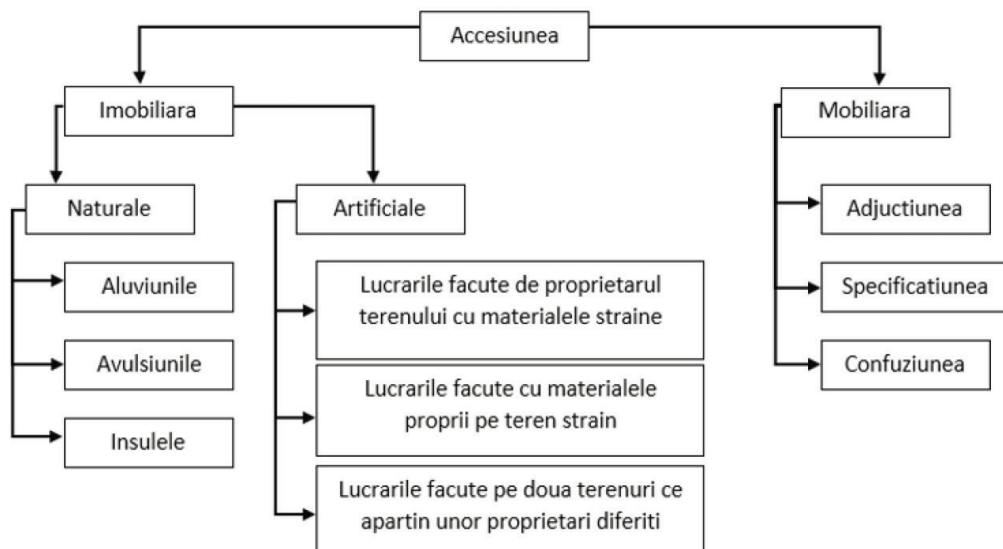 Accesiunea
Imobiliara
Mobiliara
Naturale
Artificiale
Aluviunile
Avulsiunile
Insulele
Lucrarile facute de proprietarul
terenului cu materialele straine
Lucrarile facute cu materialele
proprii pe teren strain
Lucrarile facute pe doua terenuri ce
apartin unor proprietari diferiti
Adjuctiunea
Specificatiunea
Confuziunea